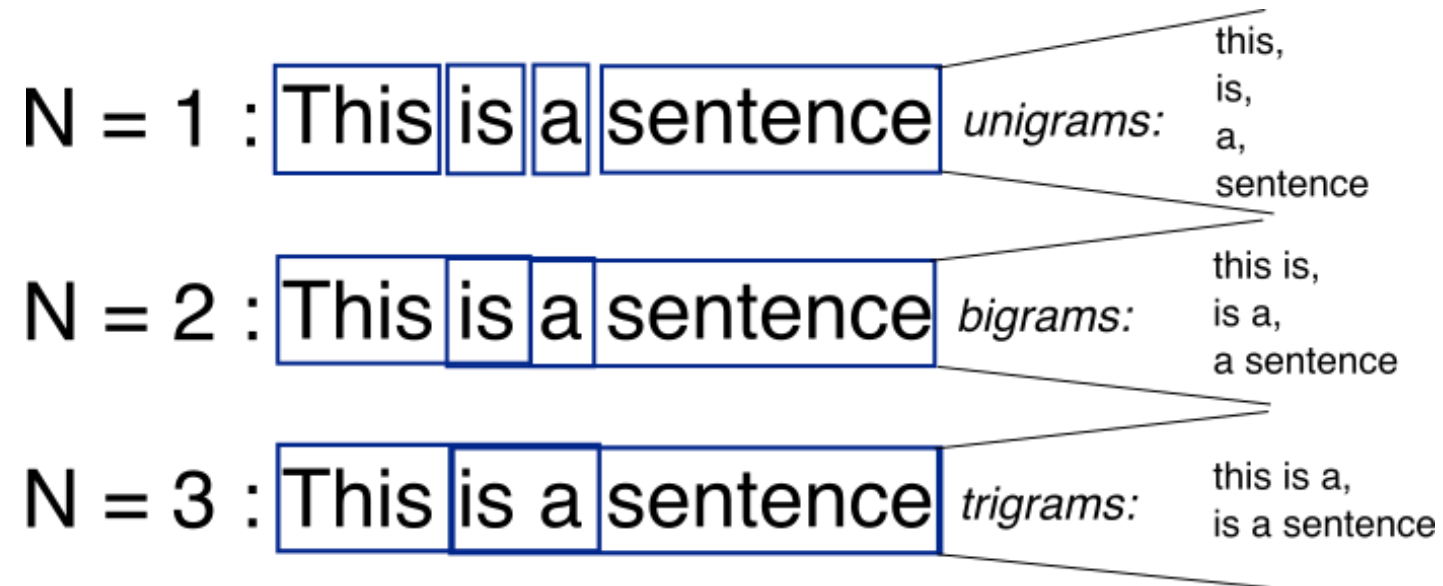 N = 1 : This is a sentence unigrams:
this,
is,
a,
sentence
N = 2 : This is a sentence bigrams:
this is,
is a,
a sentence
N = 3 : This is a sentence trigrams:
this is a,
is a sentence